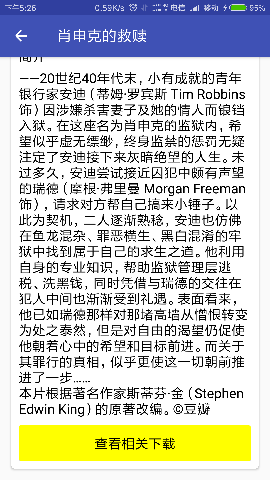 下午5:26
0.59K/s
电信
移动
95%
肖申克的救赎
简介
——20世纪40年代末，小有成就的青年
银行家安迪（蒂姆·罗宾斯 Tim Robbins
饰）因涉嫌杀害妻子及她的情人而锒铛
入狱。在这座名为肖申克的监狱内，希
望似乎虚无缥缈，终身监禁的惩罚无疑
注定了安迪接下来灰暗绝望的人生。未
过多久，安迪尝试接近囚犯中颇有声望
的瑞德（摩根·弗里曼 Morgan Freeman
饰），请求对方帮自己搞来小锤子。以
此为契机，二人逐渐熟稔，安迪也仿佛
在鱼龙混杂、罪恶横生、黑白混淆的牢
狱中找到属于自己的求生之道。他利用
自身的专业知识，帮助监狱管理层逃
税、洗黑钱，同时凭借与瑞德的交往在
犯人中间也渐渐受到礼遇。表面看来，
他已如瑞德那样对那堵高墙从憎恨转变
为处之泰然，但是对自由的渴望仍促使
他朝着心中的希望和目标前进。而关于
其罪行的真相，似乎更使这一切朝前推
进了一步……
本片根据著名作家斯蒂芬·金（Stephen
Edwin King）的原著改编。©豆瓣
查看相关下载